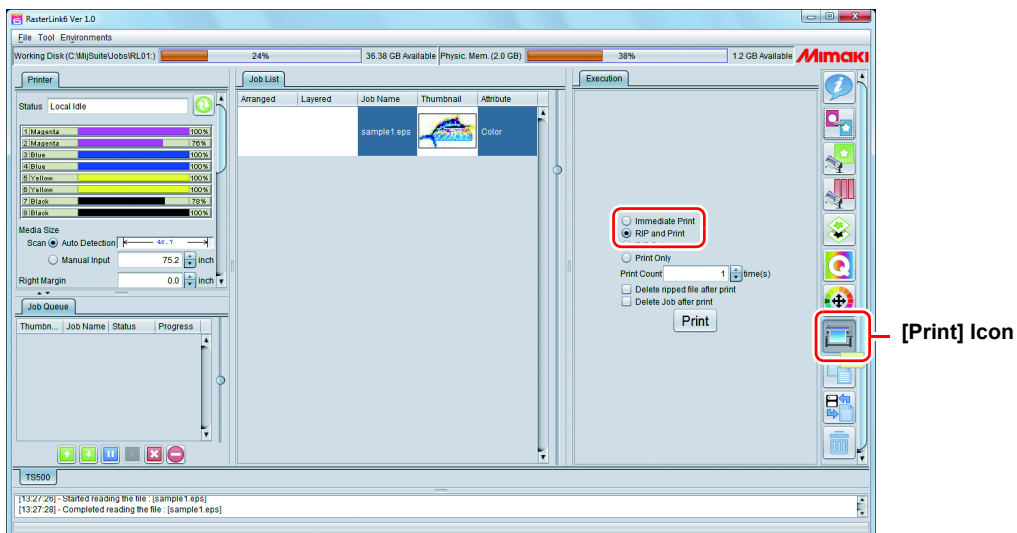 RasterLink6 Ver 1.0
File Tool Environments
Working Disk (C:\MijSuite\Jobs\RL01:) 24% 36.38 GB Available Physic. Mem. (2.0 GB) 38% 1.2 GB Available Mimaki
Printer
Status Local Idle
1 Magenta 100%
2 Magenta 76%
3 Blue 100%
4 Blue 100%
5 Yellow 100%
6 Yellow 100%
7 Black 78%
8 Black 100%
Media Size
Scan Auto Detection 48.7
Manual Input 75.2 inch
Right Margin 0.0 inch
Job Queue
Thumbn... Job Name Status Progress
Job List
Arranged Layered Job Name Thumbnail Attribute
sample1.eps Color
Execution
Immediate Print
RIP and Print
Print Only
Print Count 1 time(s)
Delete ripped file after print
Delete Job after print
Print
[Print] Icon
TS500
[13:27:26] - Started reading the file : [sample1.eps]
[13:27:28] - Completed reading the file : [sample1.eps]